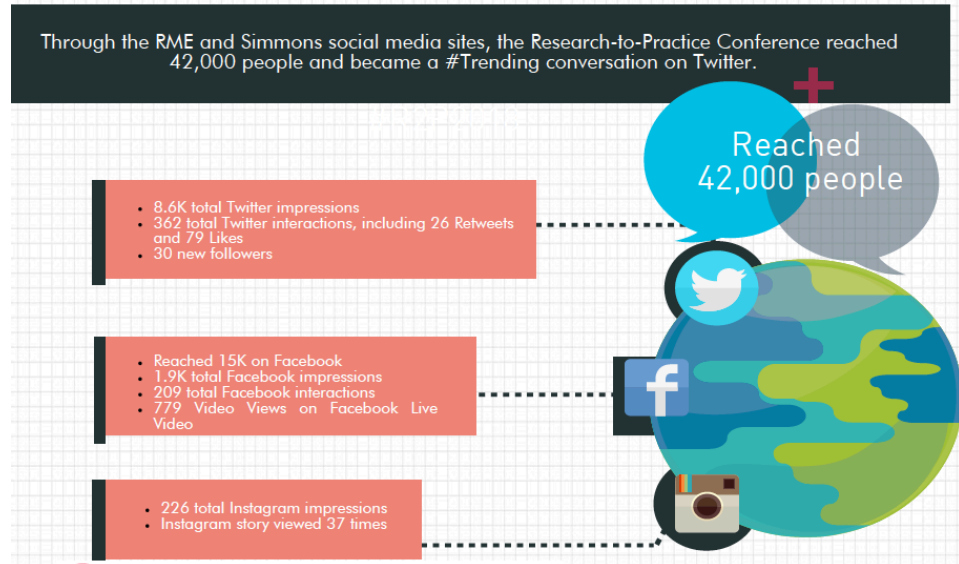 Through the RME and Simmons social media sites, the Research-to-Practice Conference reached
42,000 people and became a #Trending conversation on Twitter.
Reached
42,000 people
• 8.6K total Twitter impressions
• 362 total Twitter interactions, including 26 Retweets
and 79 Likes
• 30 new followers
• Reached 15K on Facebook
• 1.9K total Facebook impressions
• 209 total Facebook interactions
• 779 Video Views on Facebook Live
Video
• 226 total Instagram impressions
• Instagram story viewed 37 times